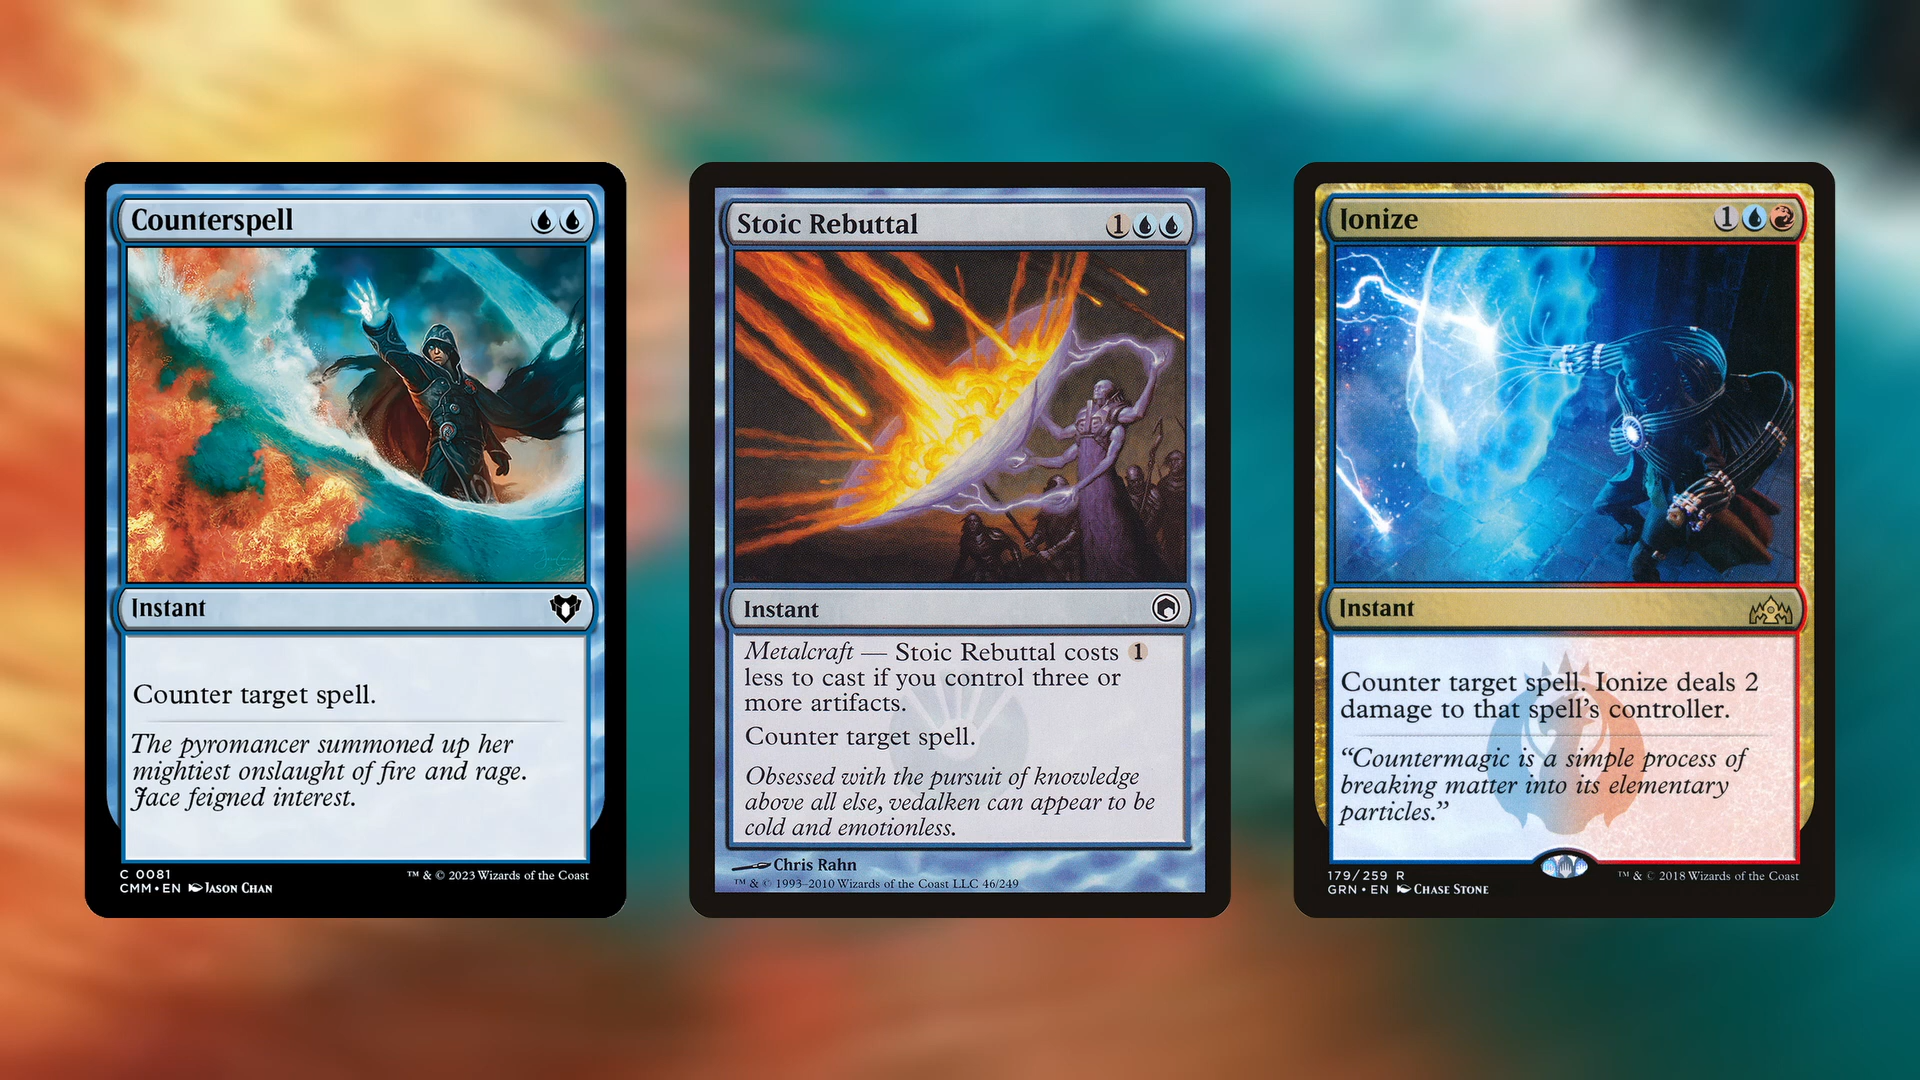 Counterspell
Instant
Counter target spell.
The pyromancer summoned up her
mightiest onslaught of fire and rage.
Jace feigned interest.
C 0081
CMM • EN Jason Chan
™ & © 2023 Wizards of the Coast
Stoic Rebuttal
1
Instant
Metalcraft — Stoic Rebuttal costs 1
less to cast if you control three or
more artifacts.
Counter target spell.
Obsessed with the pursuit of knowledge
above all else, vedalken can appear to be
cold and emotionless.
Chris Rahn
™ & © 1993–2010 Wizards of the Coast LLC 46/249
Ionize
1
Instant
Counter target spell. Ionize deals 2
damage to that spell's controller.
“Countermagic is a simple process of
breaking matter into its elementary
particles.”
179/259 R
GRN • EN Chase Stone
™ & © 2018 Wizards of the Coast